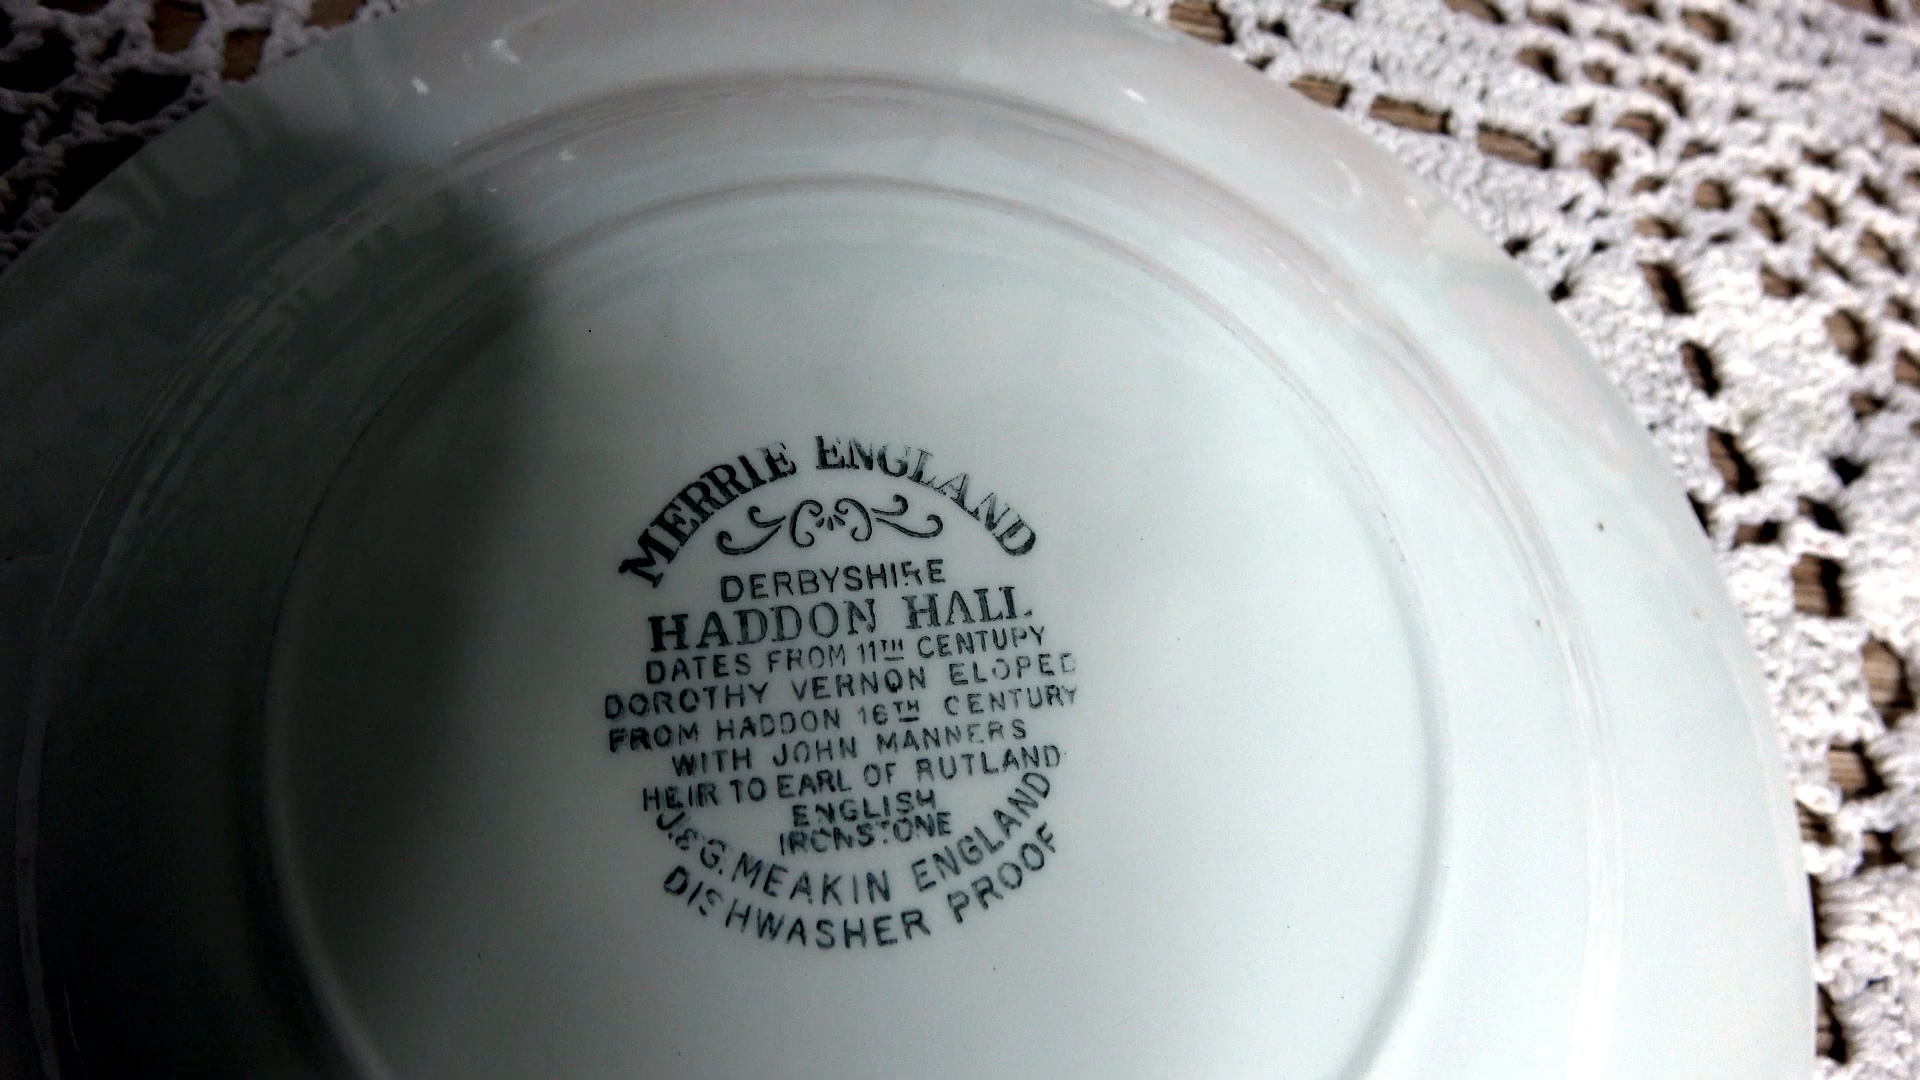 MERRIE ENGLAND
DERBYSHIRE
HADDON HALL
DATES FROM 11TH CENTURY
DOROTHY VERNON ELOPED
FROM HADDON 16TH CENTURY
WITH JOHN MANNERS
HEIR TO EARL OF RUTLAND
ENGLISH
IRONSTONE
J.& G. MEAKIN ENGLAND
DISHWASHER PROOF